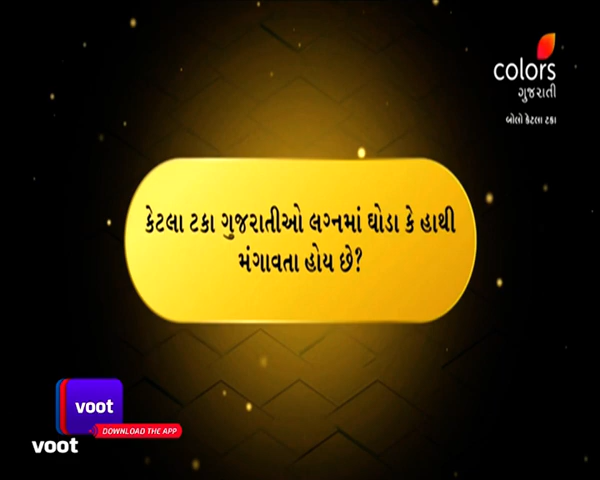 colors
ગુજરાતી
બોલો કેટલા ટકા
કેટલા ટકા ગુજરાતીઓ લગ્નમાં ઘોડા કે હાથી
મંગાવતા હોય છે?
voot
DOWNLOAD THE APP
voot